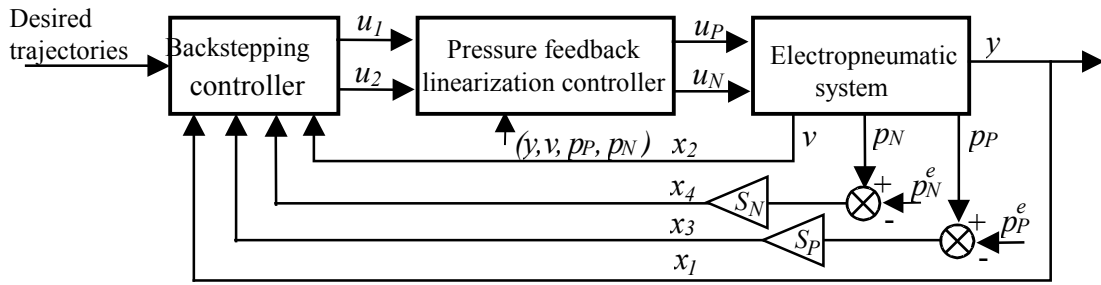 Desired
trajectories
Backstepping
controller
u1
u2
Pressure feedback
linearization controller
uP
uN
Electropneumatic
system
y
(y,v,pP, pN)
x2
v
pN
pP
x4
SN
+
-
pNe
x3
SP
+
-
pPe
x1